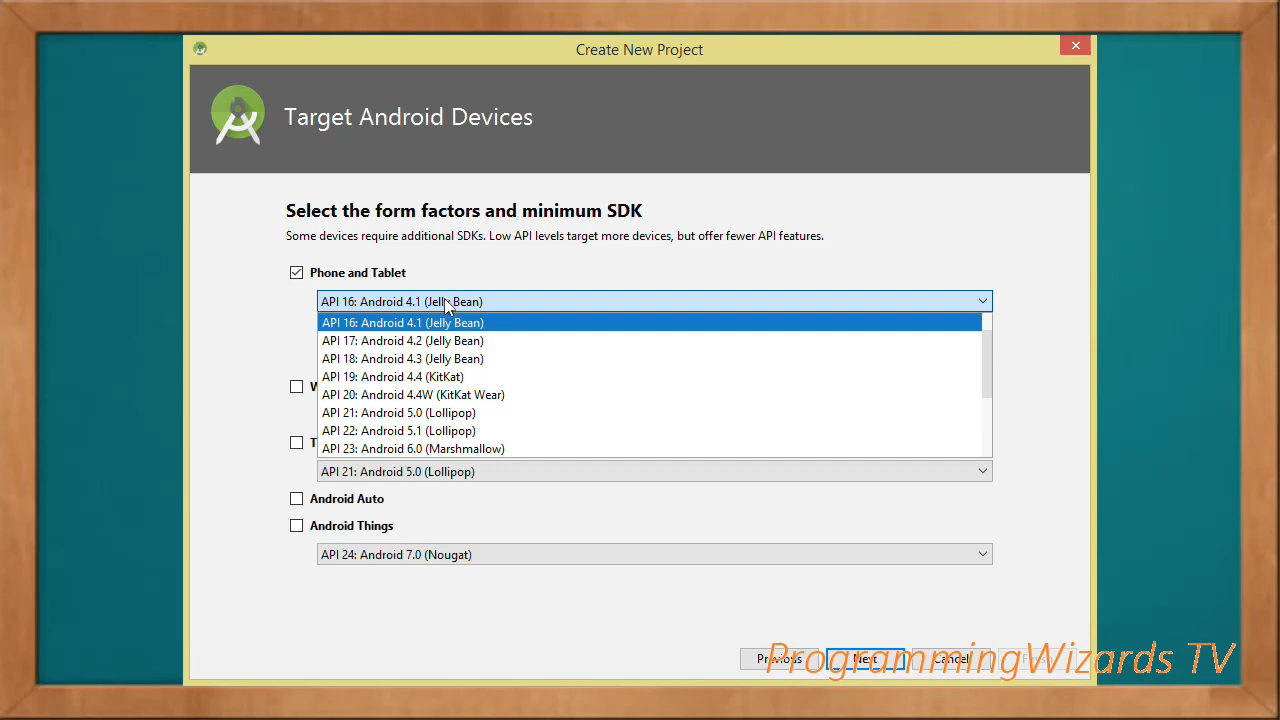 Create New Project
Target Android Devices
Select the form factors and minimum SDK
Some devices require additional SDKs. Low API levels target more devices, but offer fewer API features.
Phone and Tablet
API 16: Android 4.1 (Jelly Bean)
API 16: Android 4.1 (Jelly Bean)
API 17: Android 4.2 (Jelly Bean)
API 18: Android 4.3 (Jelly Bean)
API 19: Android 4.4 (KitKat)
API 20: Android 4.4W (KitKat Wear)
API 21: Android 5.0 (Lollipop)
API 22: Android 5.1 (Lollipop)
API 23: Android 6.0 (Marshmallow)
API 21: Android 5.0 (Lollipop)
Android Auto
Android Things
API 24: Android 7.0 (Nougat)
Previous Next Cancel
ProgrammingWizards TV